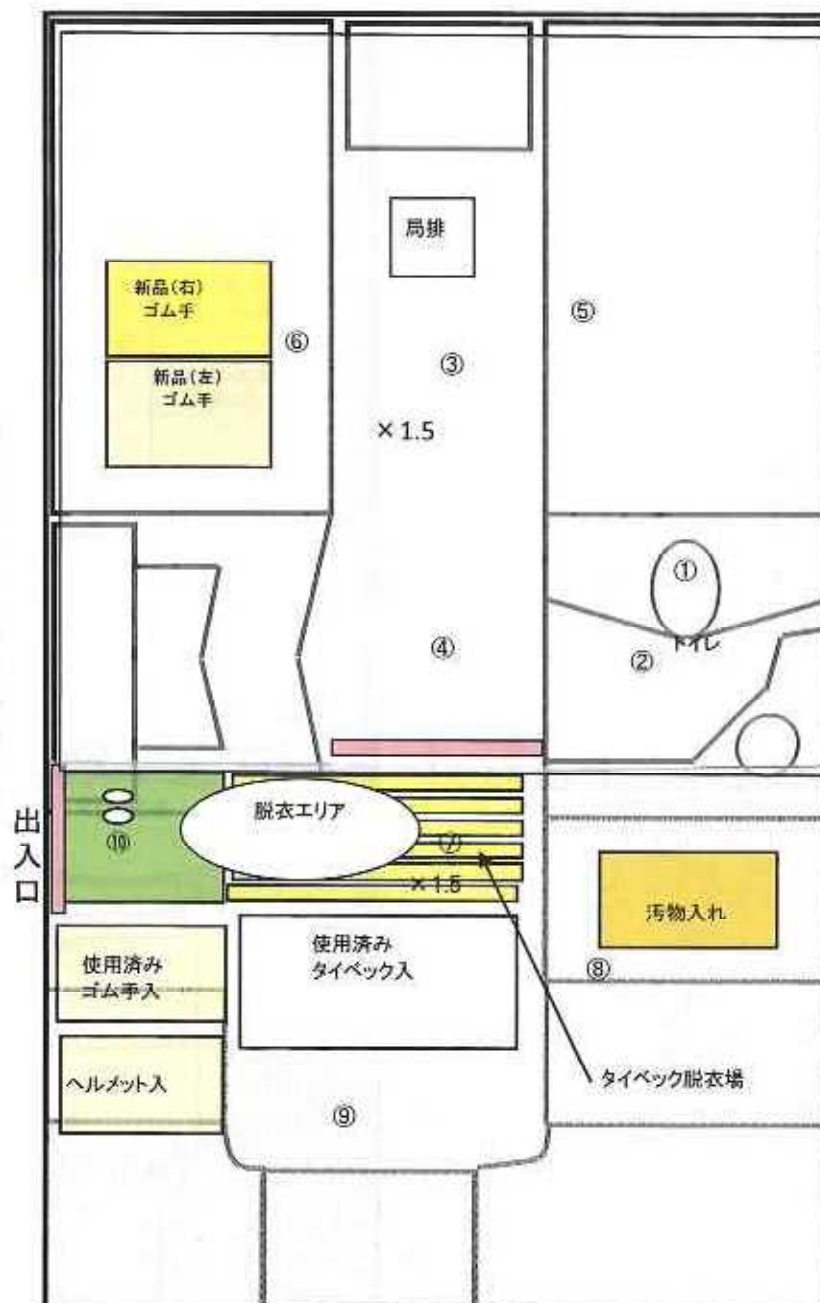 局排
新品(右)
ゴム手
⑤
⑥
③
新品(左)
ゴム手
×1.5
①
④
②
トイレ
出入口
脱衣エリア
⑩
⑦
×1.5
汚物入れ
使用済み
タイベック入
使用済み
ゴム手入
⑧
ヘルメット入
タイベック脱衣場
⑨